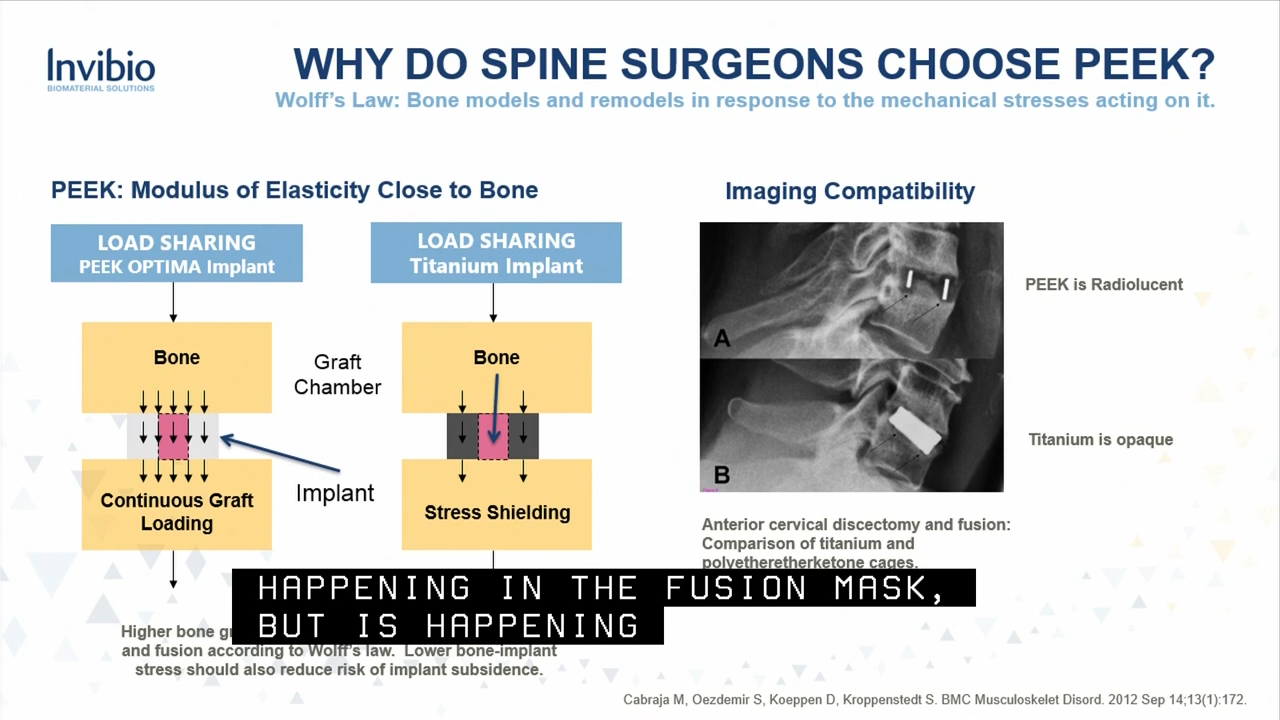 Invibio
BIOMATERIAL SOLUTIONS
WHY DO SPINE SURGEONS CHOOSE PEEK?
Wolff's Law: Bone models and remodels in response to the mechanical stresses acting on it.
PEEK: Modulus of Elasticity Close to Bone
LOAD SHARING
PEEK OPTIMA Implant
LOAD SHARING
Titanium Implant
Bone
Graft
Chamber
Bone
Implant
Continuous Graft
Loading
Stress Shielding
Imaging Compatibility
A
PEEK is Radiolucent
B
Titanium is opaque
Anterior cervical discectomy and fusion:
Comparison of titanium and
polyetheretherketone cages.
HAPPENING IN THE FUSION MASK,
BUT IS HAPPENING
Higher bone
and fusion according to Wolff's law. Lower bone-implant
stress should also reduce risk of implant subsidence.
Cabraja M, Oezdemir S, Koeppen D, Kroppenstedt S. BMC Musculoskelet Disord. 2012 Sep 14;13(1):172.